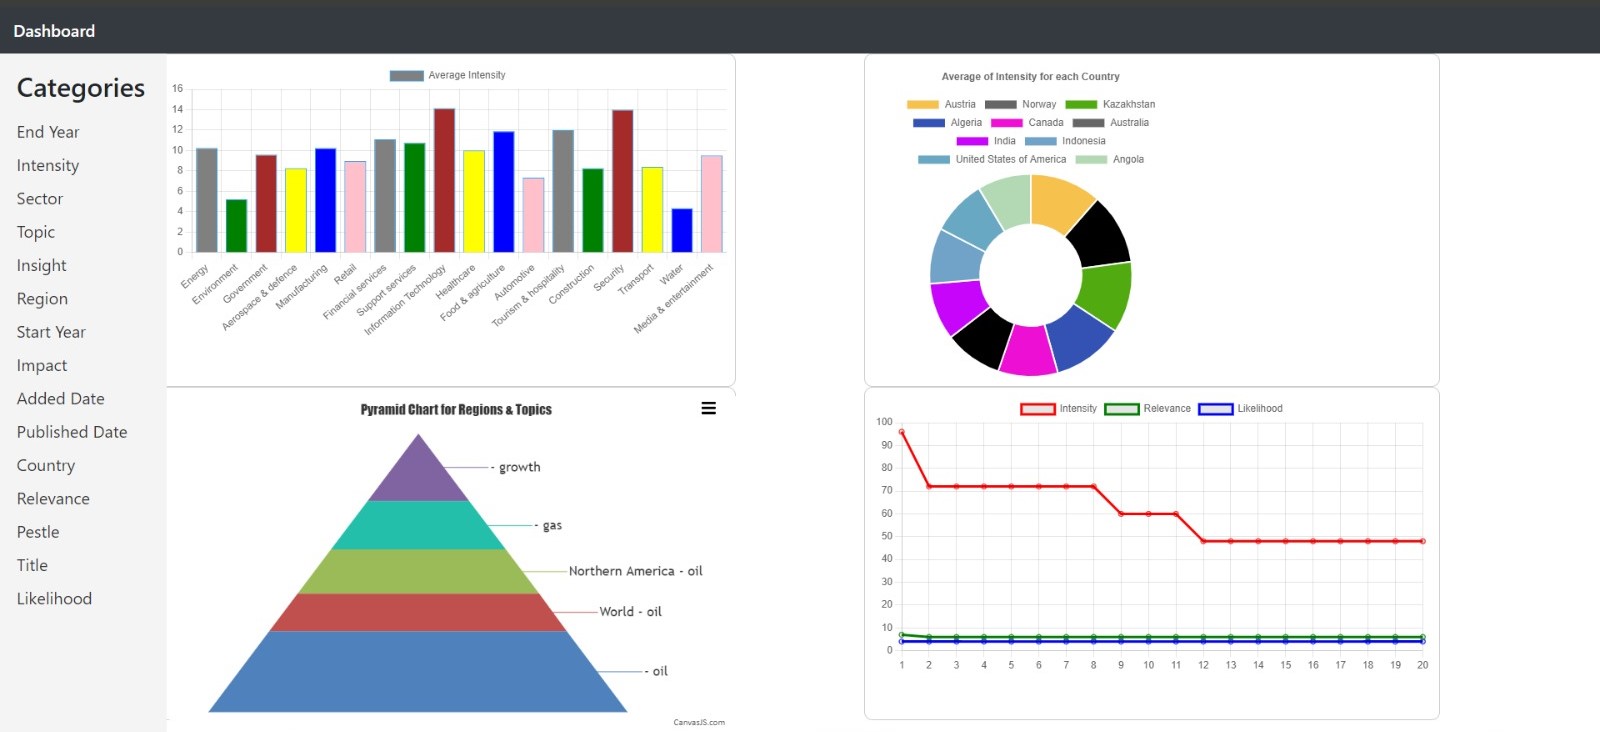 Dashboard
Categories
End Year
Intensity
Sector
Topic
Insight
Region
Start Year
Impact
Added Date
Published Date
Country
Relevance
Pestle
Title
Likelihood
Average Intensity
16
14
12
10
8
6
4
2
0
Energy
Environment
Government
Aerospace & defence
Manufacturing
Retail
Financial services
Support services
Information Technology
Healthcare
Food & agriculture
Automotive
Tourism & hospitality
Construction
Security
Transport
Water
Media & entertainment
Average of Intensity for each Country
Austria Norway Kazakhstan
Algeria Canada Australia
India Indonesia
United States of America Angola
Pyramid Chart for Regions & Topics
- growth
- gas
Northern America - oil
World - oil
- oil
CanvasJS.com
Intensity Relevance Likelihood
100
90
80
70
60
50
40
30
20
10
0
1 2 3 4 5 6 7 8 9 10 11 12 13 14 15 16 17 18 19 20